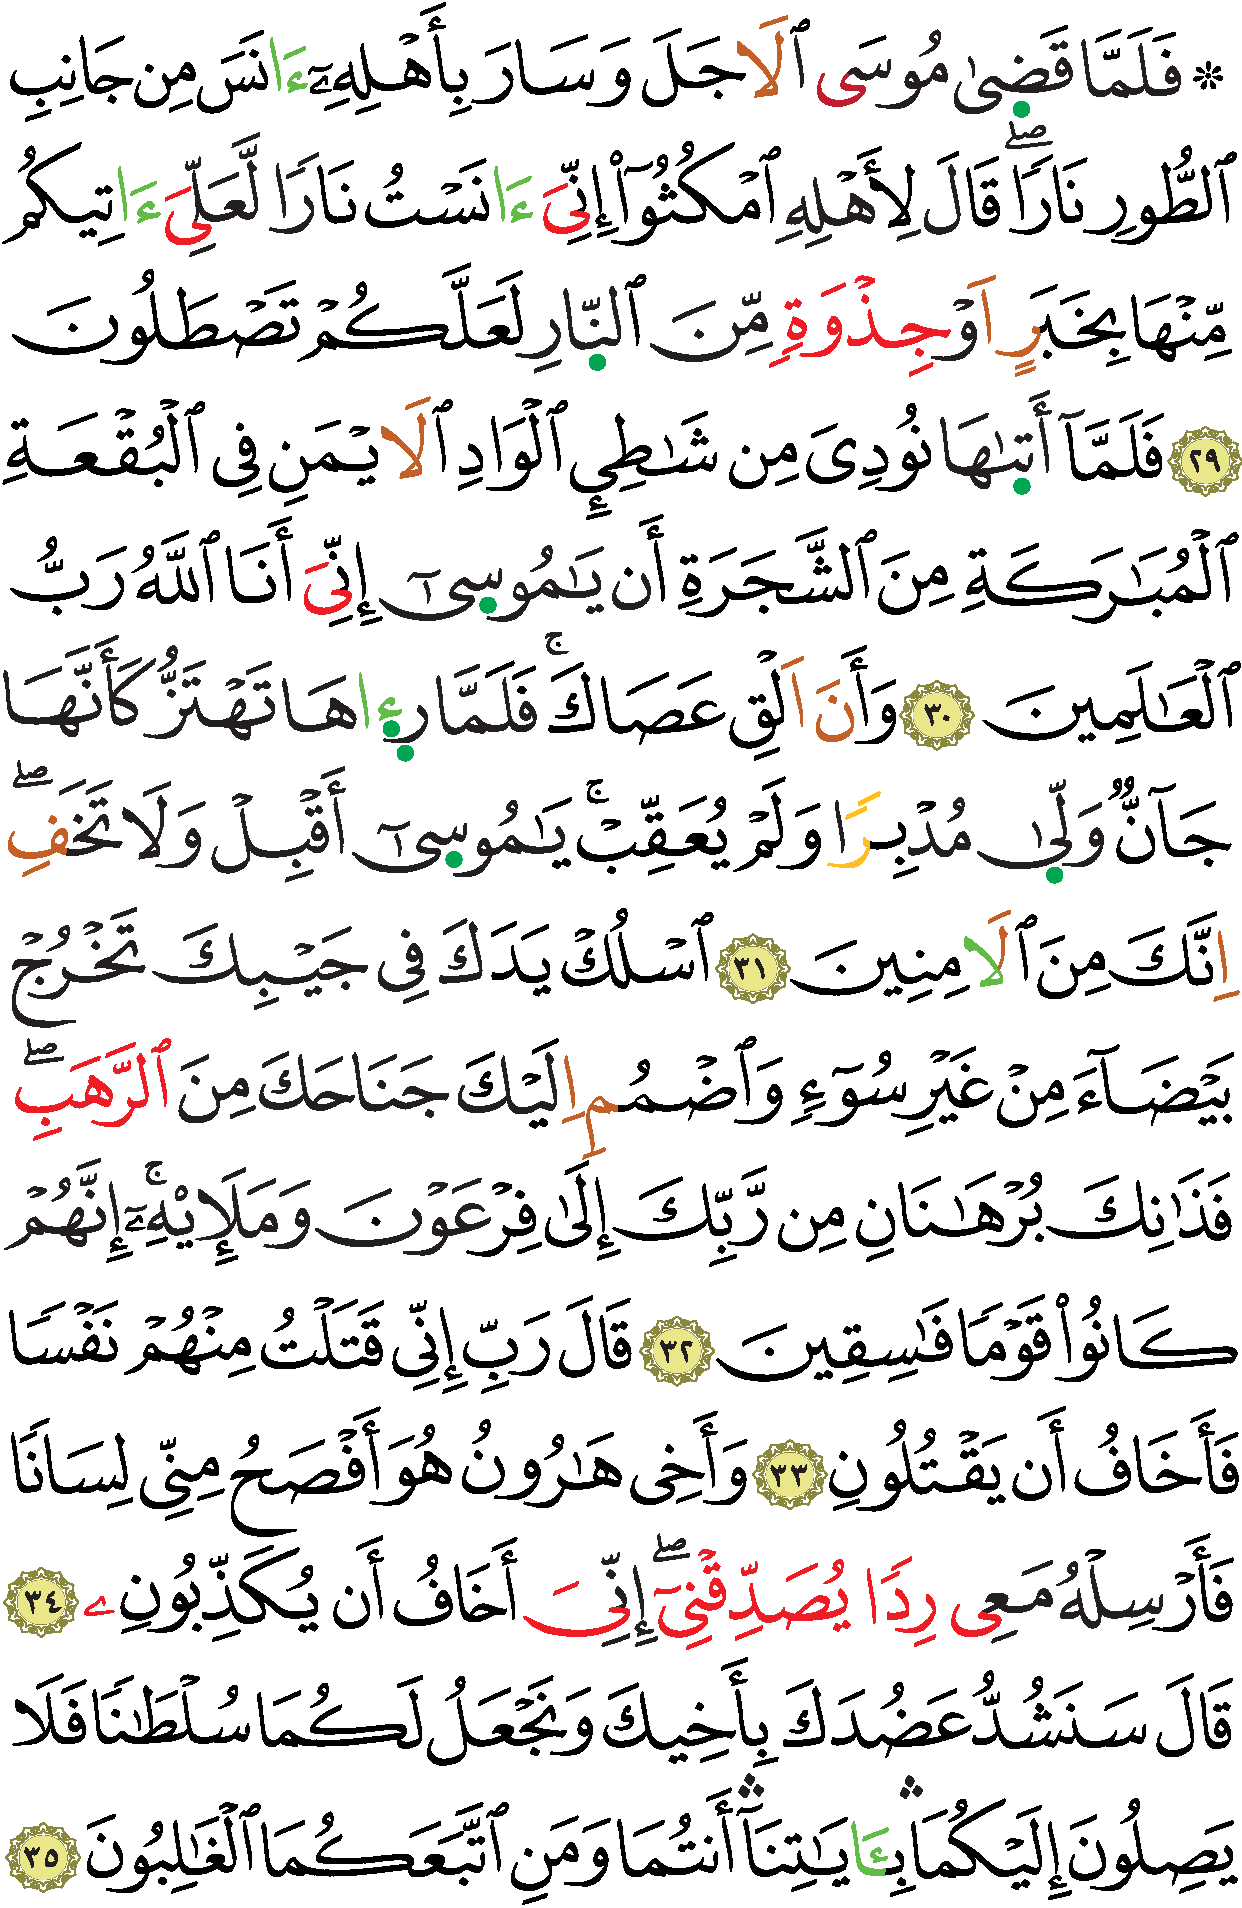 ۞ فَلَمَّا قَضۭىٰ مُوسَى ٱلَاجَلَ وَسَارَ بِأَهۡلِهِۦٓ ءَانَسَ مِن جَانِبِ
ٱلطُّورِ نَارٗاۖ قَالَ لِأَهۡلِهِ ٱمۡكُثُوٓاْ إِنِّيَ ءَانَسۡتُ نَارٗا لَّعَلِّيَ ءَاتِيكُم
مِّنۡهَا بِخَبَرٍ اَوۡ جِذۡوَةٖ مِّنَ ٱلنّ۪ارِ لَعَلَّكُمۡ تَصۡطَلُونَ
٢٩ فَلَمَّآ أَتۭىٰهَا نُودِيَ مِن شَٰطِيِٕ ٱلۡوَادِ ٱلَايۡمَنِ فِي ٱلۡبُقۡعَةِ
ٱلۡمُبَٰرَكَةِ مِنَ ٱلشَّجَرَةِ أَن يَٰمُوسۭىٰٓ إِنِّيَ أَنَا ٱللَّهُ رَبُّ
ٱلۡعَٰلَمِينَ ٣٠ وَأَنَ اَلۡقِ عَصَاكَۚ فَلَمَّا رِء۪اهَا تَهۡتَزُّ كَأَنَّهَا
جَآنّٞ وَلّۭىٰ مُدۡبِرٗا وَلَمۡ يُعَقِّبۡۚ يَٰمُوسۭىٰٓ أَقۡبِلۡ وَلَا تَخَفِۖ
اِنَّكَ مِنَ ٱلَامِنِينَ ٣١ ٱسۡلُكۡ يَدَكَ فِي جَيۡبِكَ تَخۡرُجۡ
بَيۡضَآءَ مِنۡ غَيۡرِ سُوٓءٖ وَٱضۡمُمِ اِلَيۡكَ جَنَاحَكَ مِنَ ٱلرَّهَبِۖ
فَذَٰنِكَ بُرۡهَٰنَانِ مِن رَّبِّكَ إِلَىٰ فِرۡعَوۡنَ وَمَلَإِيْهِۦٓۚ إِنَّهُمۡ
كَانُواْ قَوۡمٗا فَٰسِقِينَ ٣٢ قَالَ رَبِّ إِنِّي قَتَلۡتُ مِنۡهُمۡ نَفۡسٗا
فَأَخَافُ أَن يَقۡتُلُونِ ٣٣ وَأَخِي هَٰرُونُ هُوَ أَفۡصَحُ مِنِّي لِسَانٗا
فَأَرۡسِلۡهُ مَعِي رِدٗا يُصَدِّقۡنِيٓۖ إِنِّيَ أَخَافُ أَن يُكَذِّبُونِۦ ٣٤
قَالَ سَنَشُدُّ عَضُدَكَ بِأَخِيكَ وَنَجۡعَلُ لَكُمَا سُلۡطَٰنٗا فَلَا
يَصِلُونَ إِلَيۡكُمَاۛ بِـَٔايَٰتِنَآۛ أَنتُمَا وَمَنِ ٱتَّبَعَكُمَا ٱلۡغَٰلِبُونَ ٣٥